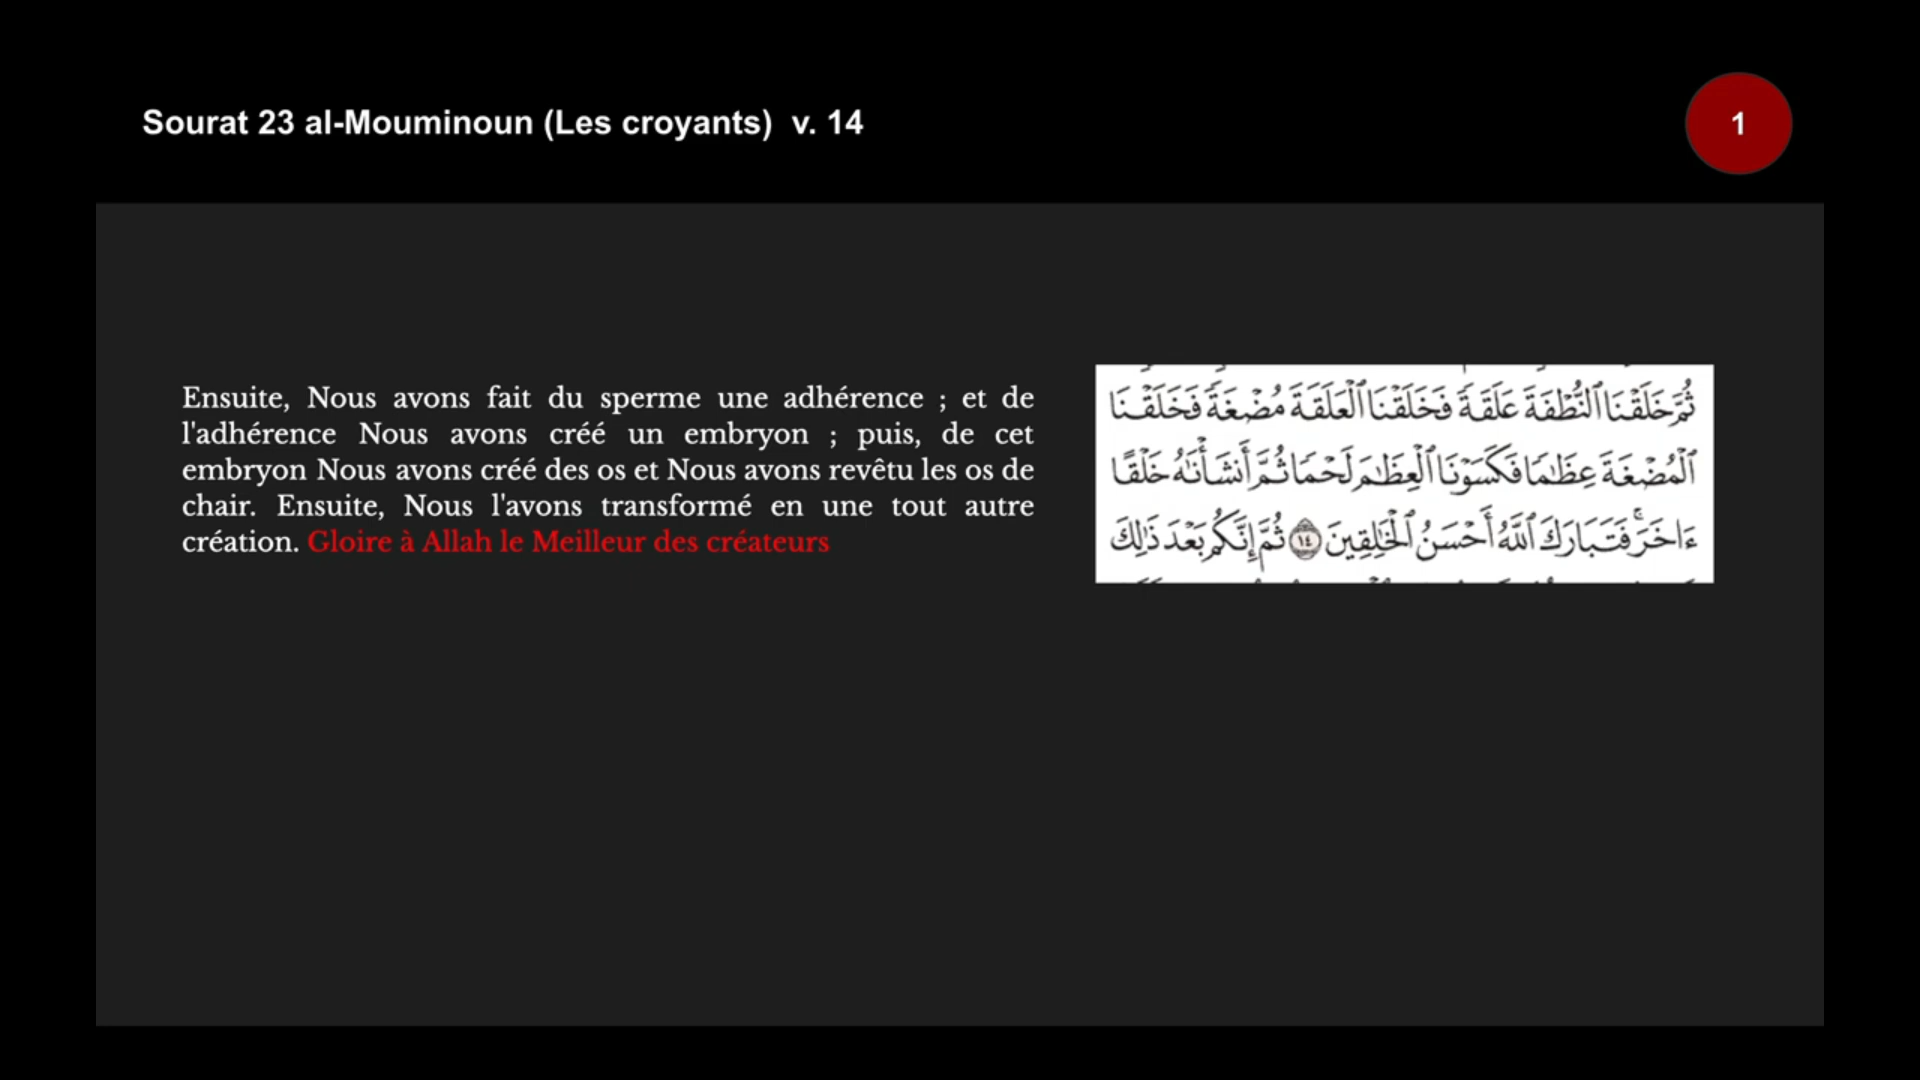 Sourat 23 al-Mouminoun (Les croyants) v. 14
1
Ensuite, Nous avons fait du sperme une adhérence ; et de
l'adhérence Nous avons créé un embryon ; puis, de cet
embryon Nous avons créé des os et Nous avons revêtu les os de
chair. Ensuite, Nous l'avons transformé en une tout autre
création. Gloire à Allah le Meilleur des créateurs
ثُمَّ خَلَقْنَا ٱلنُّطْفَةَ عَلَقَةً فَخَلَقْنَا ٱلْعَلَقَةَ مُضْغَةً فَخَلَقْنَا
ٱلْمُضْغَةَ عِظَٰمًا فَكَسَوْنَا ٱلْعِظَٰمَ لَحْمًا ثُمَّ أَنشَأْنَٰهُ خَلْقًا
ءَاخَرَۚ فَتَبَارَكَ ٱللَّهُ أَحْسَنُ ٱلْخَٰلِقِينَ ١٤ ثُمَّ إِنَّكُم بَعْدَ ذَٰلِكَ